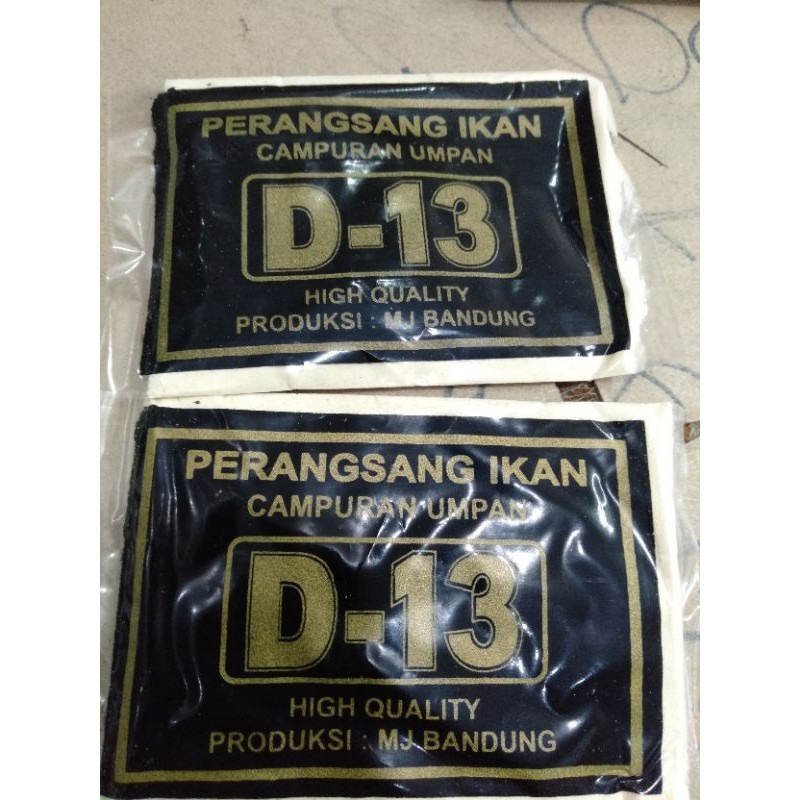 PERANGSANG IKAN
CAMPURAN UMPAN
D-13
HIGH QUALITY
PRODUKSI : MJ BANDUNG
PERANGSANG IKAN
CAMPURAN UMPAN
D-13
HIGH QUALITY
PRODUKSI : MJ BANDUNG